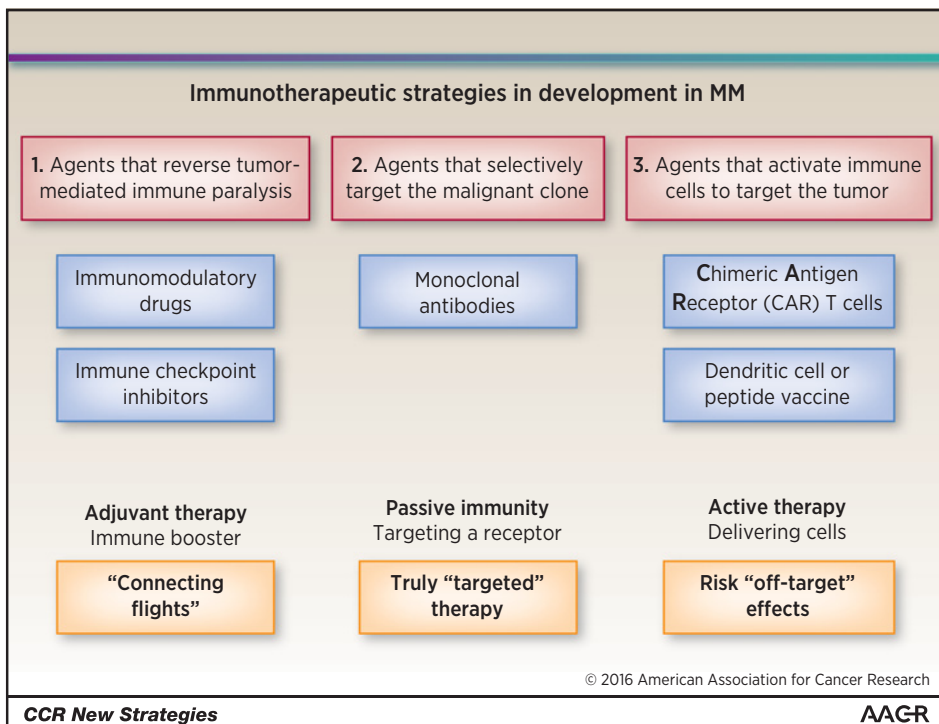 Immunotherapeutic strategies in development in MM
1. Agents that reverse tumor-
mediated immune paralysis
2. Agents that selectively
target the malignant clone
3. Agents that activate immune
cells to target the tumor
Immunomodulatory
drugs
Monoclonal
antibodies
Chimeric Antigen
Receptor (CAR) T cells
Immune checkpoint
inhibitors
Dendritic cell or
peptide vaccine
Adjuvant therapy
Immune booster
Passive immunity
Targeting a receptor
Active therapy
Delivering cells
“Connecting
flights”
Truly “targeted”
therapy
Risk “off-target”
effects
© 2016 American Association for Cancer Research
CCR New Strategies
AACR